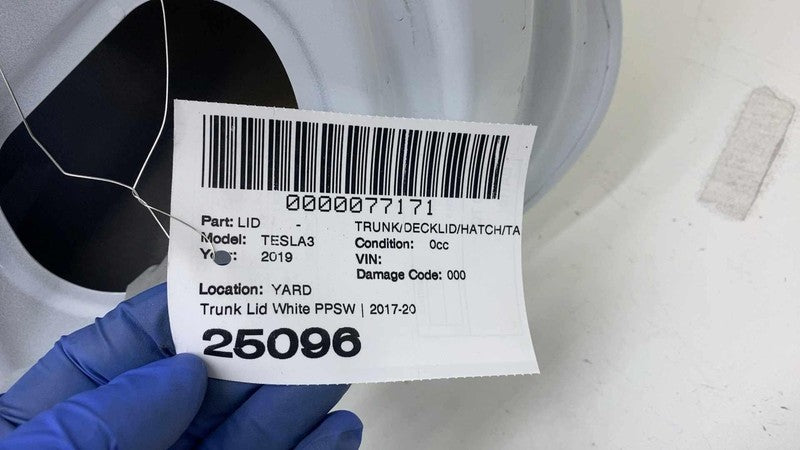 0000077171
Part: LID - TRUNK/DECKLID/HATCH/TA
Model: TESLA3 Condition: 0cc
Year: 2019 VIN:
Damage Code: 000
Location: YARD
Trunk Lid White PPSW | 2017-20
25096